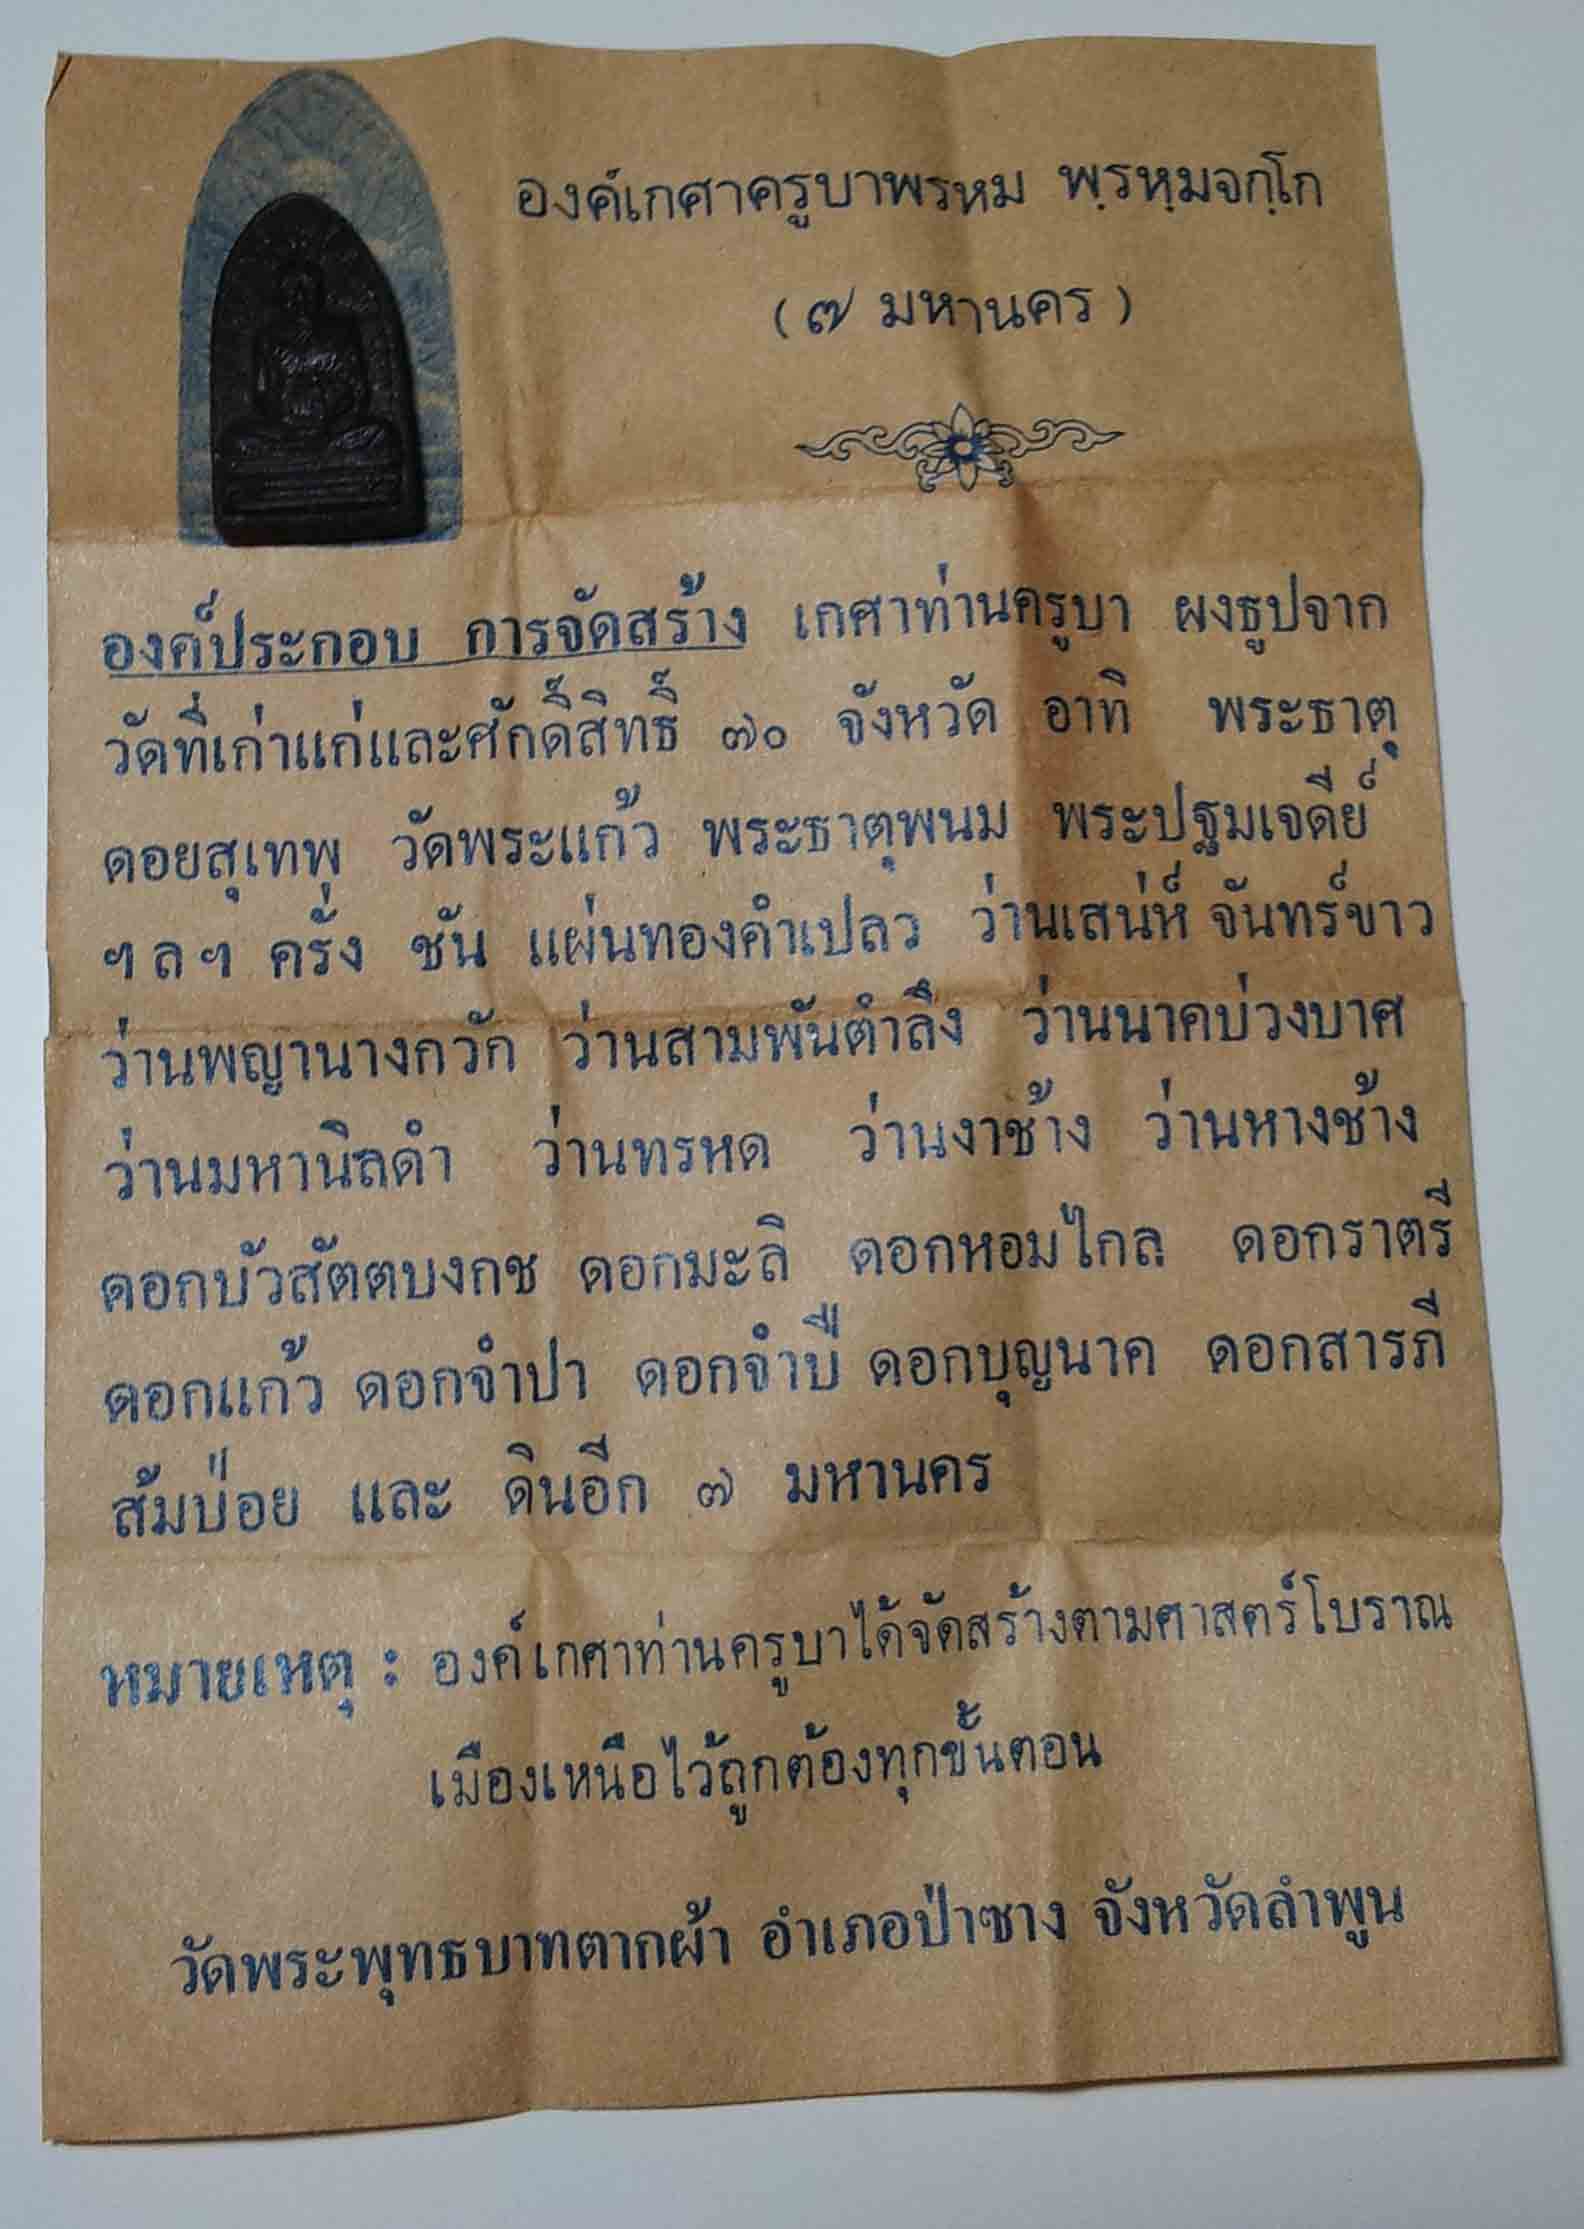 องค์เกศาครูบาพรหม พฺรหฺมจกฺโก
(๗ มหานคร)
องค์ประกอบ การจัดสร้าง เกศาท่านครูบา ผงธูปจาก
วัดที่เก่าแก่และศักดิ์สิทธิ์ ๗๐ จังหวัด อาทิ พระธาตุ
ดอยสุเทพ วัดพระแก้ว พระธาตุพนม พระปฐมเจดีย์
ฯลฯ ครั่ง ชัน แผ่นทองคำเปลว ว่านเสน่ห์ จันทร์ขาว
ว่านพญานางกวัก ว่านสามพันตำลึง ว่านนาคบ่วงบาศ
ว่านมหานิลดำ ว่านทรหด ว่านงาช้าง ว่านหางช้าง
ดอกบัวสัตตบงกช ดอกมะลิ ดอกหอมไกล ดอกราตรี
ดอกแก้ว ดอกจำปา ดอกจำปี ดอกบุญนาค ดอกสารภี
ส้มป่อย และ ดินอีก ๗ มหานคร
หมายเหตุ : องค์เกศาท่านครูบาได้จัดสร้างตามศาสตร์โบราณ
เมืองเหนือไว้ถูกต้องทุกขั้นตอน
วัดพระพุทธบาทตากผ้า อำเภอป่าซาง จังหวัดลำพูน